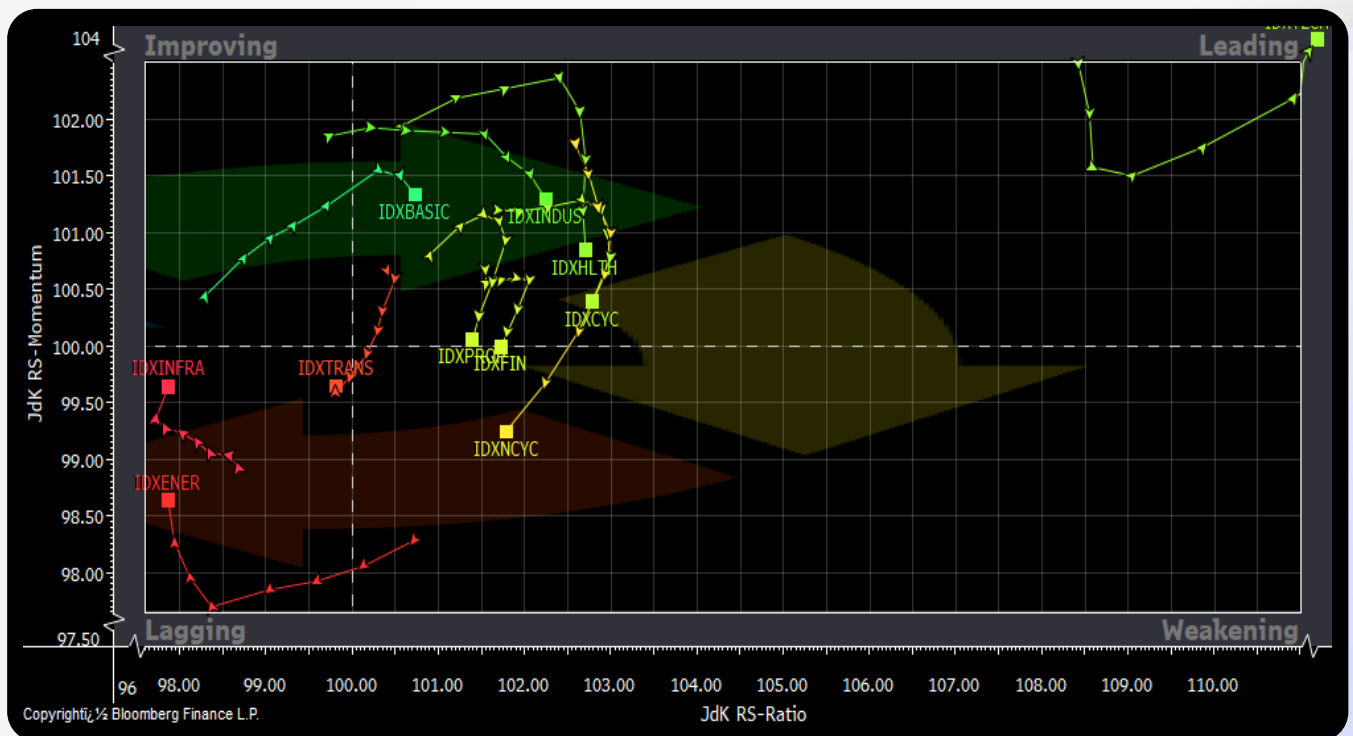 IDXTECH
104
Improving
Leading
102.00
101.50
101.00
100.50
100.00
99.50
99.00
98.50
98.00
97.50
JdK RS-Momentum
IDXBASIC
IDXINDUS
IDXHLTH
IDXCYC
IDXFIN
IDXINFRA
IDXTRANS
IDXNCYC
IDXENER
Lagging
Weakening
96
98.00
99.00
100.00
101.00
102.00
103.00
104.00
105.00
106.00
107.00
108.00
109.00
110.00
JdK RS-Ratio
Copyrightï¿½ Bloomberg Finance L.P.